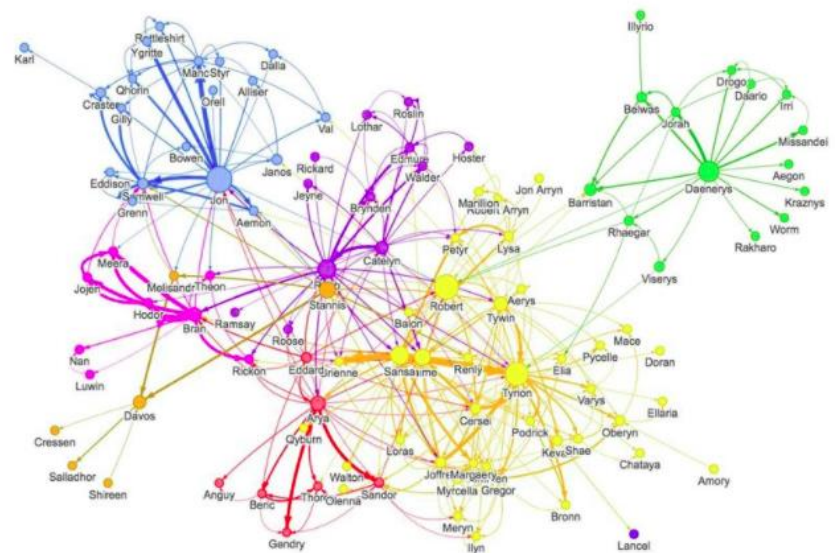 Illyrio
Rattleshirt
Ygritte
Karl
Mance
Styr
Dalla
Qhorin
Drogo
Daario
Alliser
Craster
Orell
Irri
Gilly
Roslin
Belwas
Jorah
Val
Lothar
Missandei
Bowen
Edmure
Hoster
Walder
Janos
Rickard
Aegon
Eddison
Samwell
Jon
Jon Arryn
Daenerys
Jeyne
Marillion
Barristan
Kraznys
Grenn
Brynden
Robert Arryn
Aemon
Worm
Rhaegar
Petyr
Lysa
Rakharo
Catelyn
Meera
Viserys
Melisandre
Theon
Jojen
Stannis
Robert
Aerys
Hodor
Tywin
Bran
Ramsay
Balon
Roose
Mace
Pycelle
Nan
Doran
Rickon
Eddard
Brienne
Sansa
Renly
Elia
Luwin
Tyrion
Varys
Davos
Arya
Cersei
Ellaria
Qyburn
Podrick
Oberyn
Cressen
Loras
Kevan
Shae
Chataya
Salladhor
Walton
Joffrey
Margaery
Amory
Shireen
Anguy
Thoros
Sandor
Olenna
Myrcella
Gregor
Beric
Bronn
Meryn
Gendry
Ilyn
Lancel